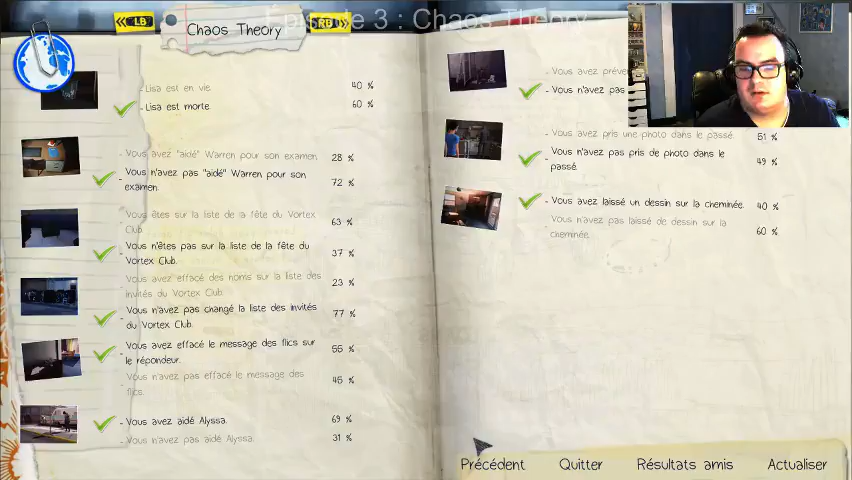 LB
Chaos Theory
RB
Épisode 3 : Chaos Theory
- Lisa est en vie 40 %
- Lisa est morte 60 %
- Vous avez "aidé" Warren pour son examen. 28 %
- Vous n'avez pas "aidé" Warren pour son
examen. 72 %
- Vous êtes sur la liste de la fête du Vortex
Club. 63 %
- Vous n'êtes pas sur la liste de la fête du
Vortex Club. 37 %
- Vous avez effacé des noms sur la liste des
invités du Vortex Club. 23 %
- Vous n'avez pas changé la liste des invités
du Vortex Club. 77 %
- Vous avez effacé le message des flics sur
le répondeur. 55 %
- Vous n'avez pas effacé le message des
flics. 45 %
- Vous avez aidé Alyssa. 69 %
- Vous n'avez pas aidé Alyssa. 31 %
- Vous avez
- Vous n'avez pas
- Vous avez pris une photo dans le passé. 51 %
- Vous n'avez pas pris de photo dans le
passé. 49 %
- Vous avez laissé un dessin sur la cheminée. 40 %
- Vous n'avez pas laissé de dessin sur la
cheminée. 60 %
Précédent Quitter Résultats amis Actualiser